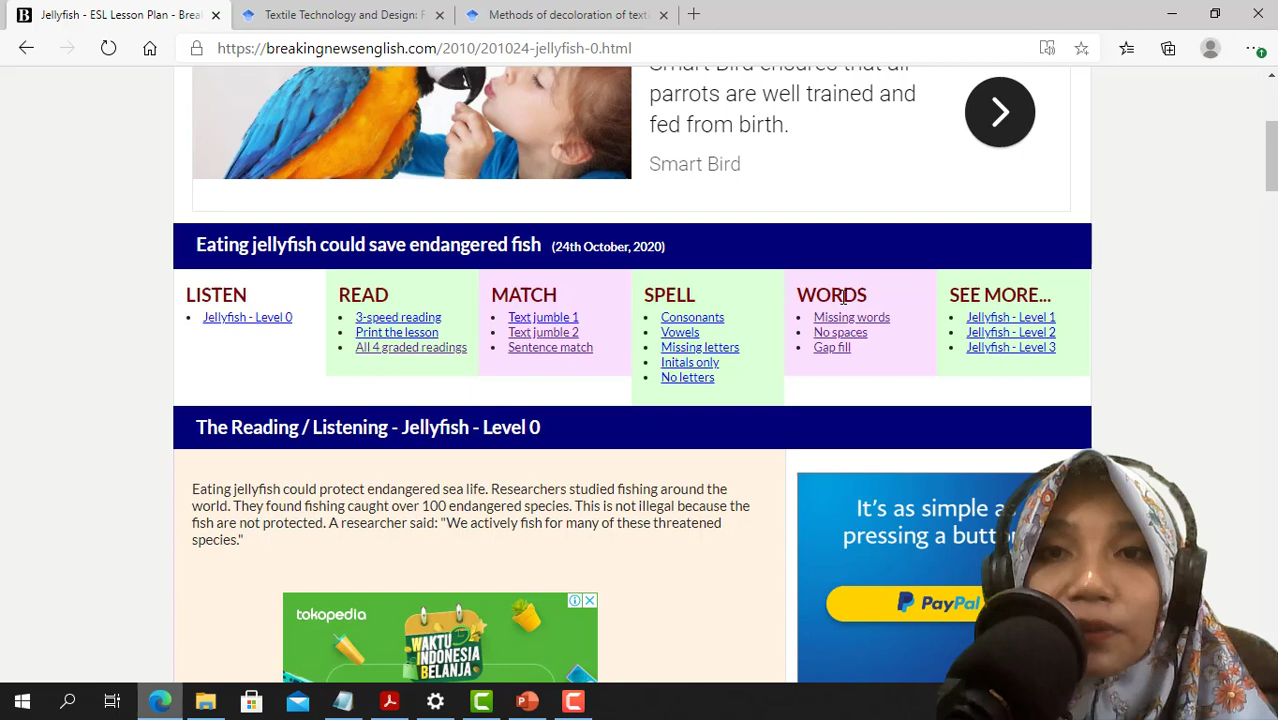 Jellyfish - ESL Lesson Plan - Brea
Textile Technology and Design: F
Methods of decoloration of text
https://breakingnewsenglish.com/2010/201024-jellyfish-0.html
Smart Bird ensures that all
parrots are well trained and
fed from birth.
Smart Bird
Eating jellyfish could save endangered fish (24th October, 2020)
LISTEN
Jellyfish - Level 0
READ
3-speed reading
Print the lesson
All 4 graded readings
MATCH
Text jumble 1
Text jumble 2
Sentence match
SPELL
Consonants
Vowels
Missing letters
Initals only
No letters
WORDS
Missing words
No spaces
Gap fill
SEE MORE...
Jellyfish - Level 1
Jellyfish - Level 2
Jellyfish - Level 3
The Reading / Listening - Jellyfish - Level 0
Eating jellyfish could protect endangered sea life. Researchers studied fishing around the
world. They found fishing caught over 100 endangered species. This is not illegal because the
fish are not protected. A researcher said: "We actively fish for many of these threatened
species."
tokopedia
WAKTU
INDONESIA
BELANJA
It's as simple as
pressing a butt
PayPal